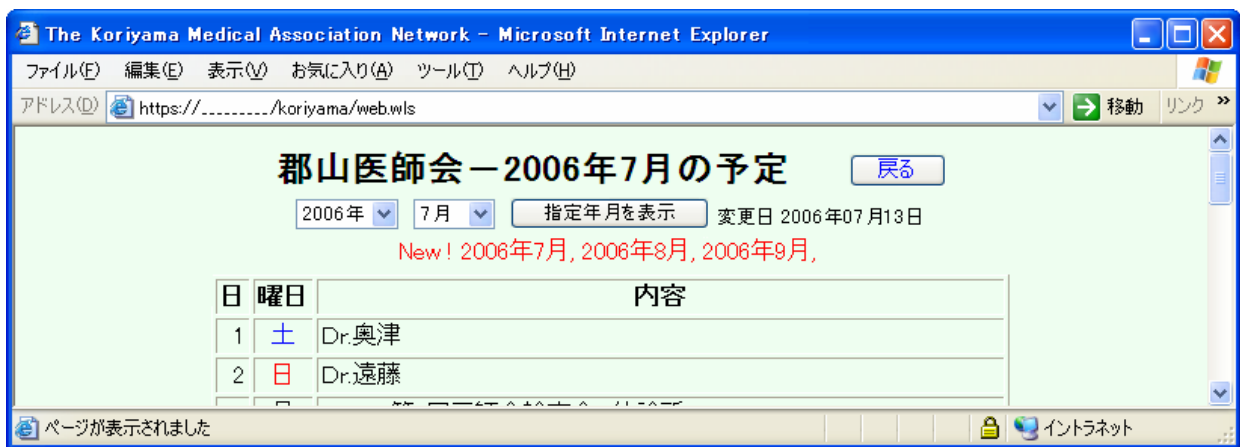 The Koriyama Medical Association Network - Microsoft Internet Explorer
ファイル(F) 編集(E) 表示(V) お気に入り(A) ツール(T) ヘルプ(H)
アドレス(D) https://________/koriyama/web.wls 移動 リンク »
郡山医師会－2006年7月の予定 戻る
2006年 7月 指定年月を表示 変更日 2006年07月13日
New! 2006年7月, 2006年8月, 2006年9月,
日 曜日 内容
1 土 Dr.奥津
2 日 Dr.遠藤
ページが表示されました イントラネット